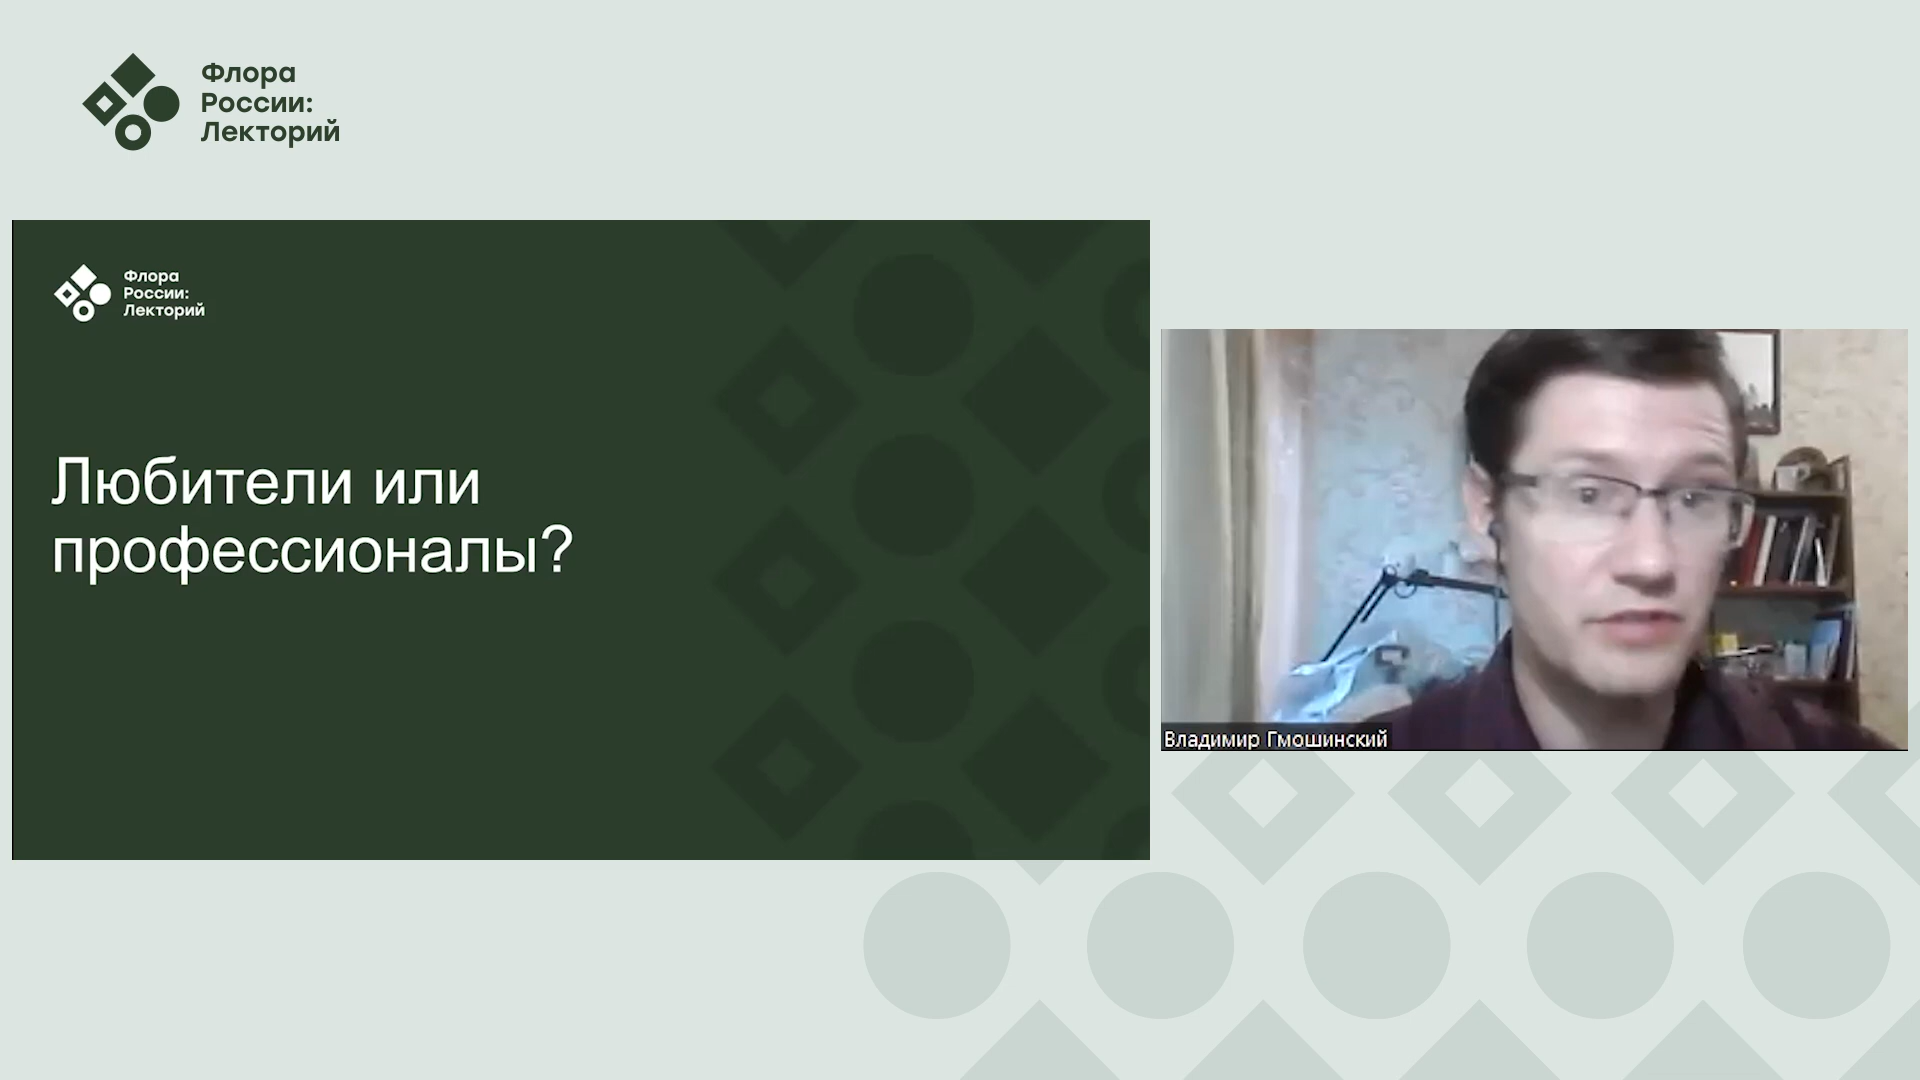 Флора
России:
Лекторий
Флора
России:
Лекторий
Любители или
профессионалы?
Владимир Гмошинский